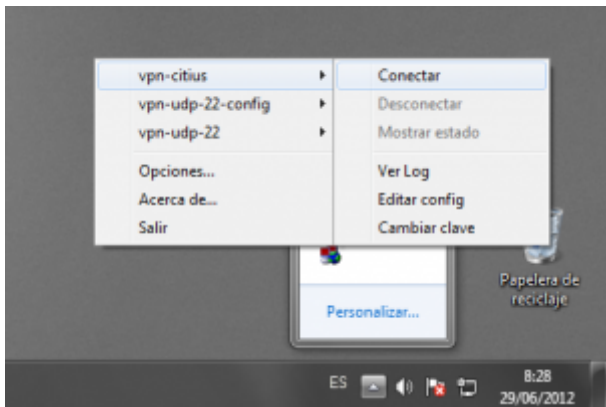 vpn-citius
vpn-udp-22-config
vpn-udp-22
Opciones...
Acerca de...
Salir
Conectar
Desconectar
Mostrar estado
Ver Log
Editar config
Cambiar clave
Papelera de
reciclaje
Personalizar...
ES
8:28
29/06/2012